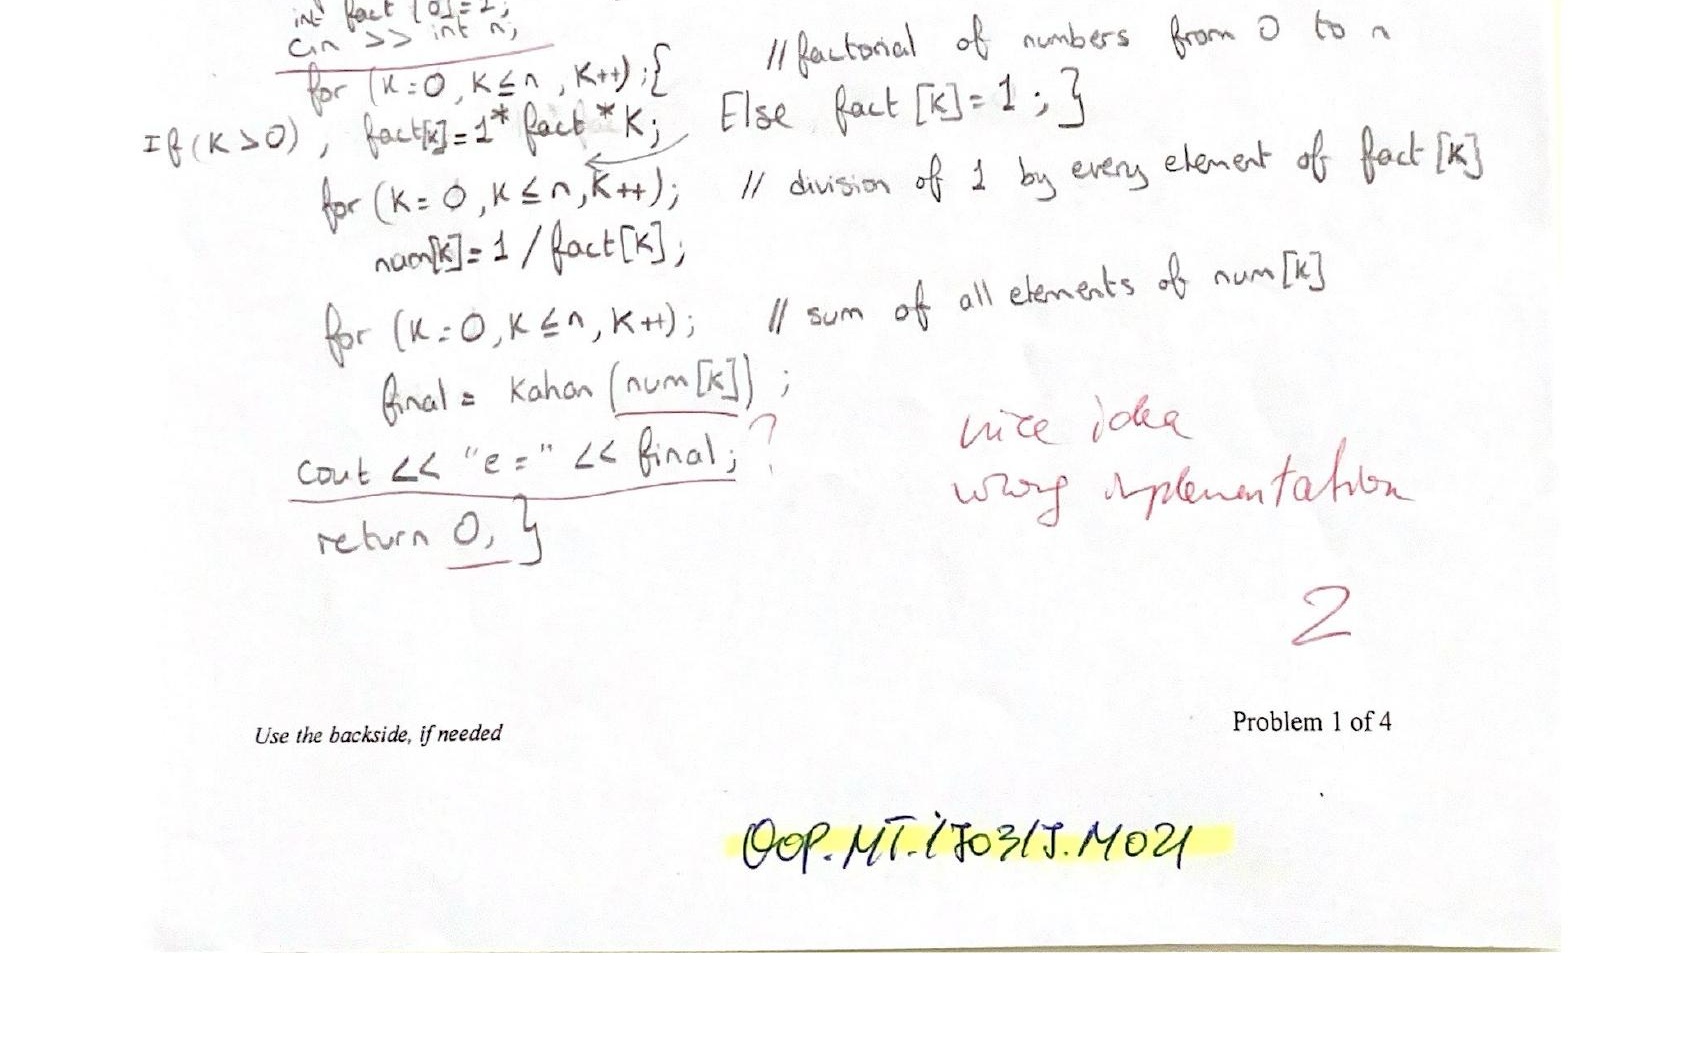 int fact [0]=1;
cin >> int n;
for (K=0, K≤n, K++);{ // factorial of numbers from 0 to n
If(K>0), fact[k]=1* fact *K; Else fact[K]=1;}
for (K=0, K≤n, K++); // division of 1 by every element of fact[K]
num[k]=1/fact[K];
for (K=0, K≤n, K++); // sum of all elements of num[k]
final = Kahan (num[K]);
cout << "e=" << final; ?
nice idea
wrong implementation
return 0, }
2
Use the backside, if needed
Problem 1 of 4
OOP.MT.